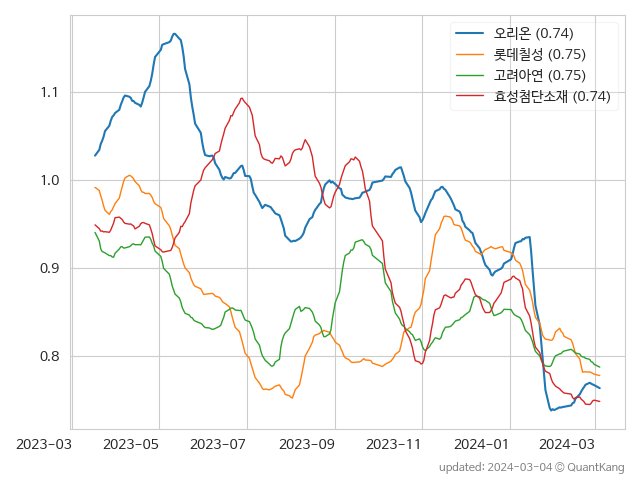 오리온 (0.74)
롯데칠성 (0.75)
고려아연 (0.75)
효성첨단소재 (0.74)
1.1
1.0
0.9
0.8
2023-03 2023-05 2023-07 2023-09 2023-11 2024-01 2024-03
updated: 2024-03-04 © QuantKang